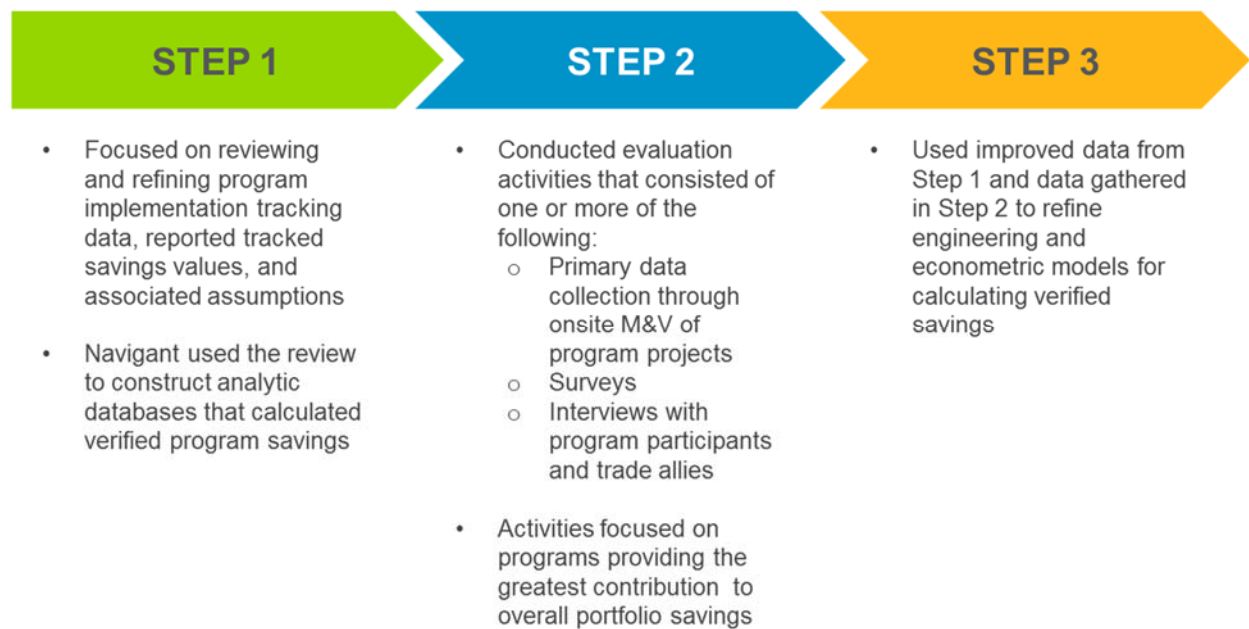 STEP 1
STEP 2
STEP 3
• Focused on reviewing
and refining program
implementation tracking
data, reported tracked
savings values, and
associated assumptions
• Navigant used the review
to construct analytic
databases that calculated
verified program savings
• Conducted evaluation
activities that consisted of
one or more of the
following:
o Primary data
collection through
onsite M&V of
program projects
o Surveys
o Interviews with
program participants
and trade allies
• Activities focused on
programs providing the
greatest contribution to
overall portfolio savings
• Used improved data from
Step 1 and data gathered
in Step 2 to refine
engineering and
econometric models for
calculating verified
savings